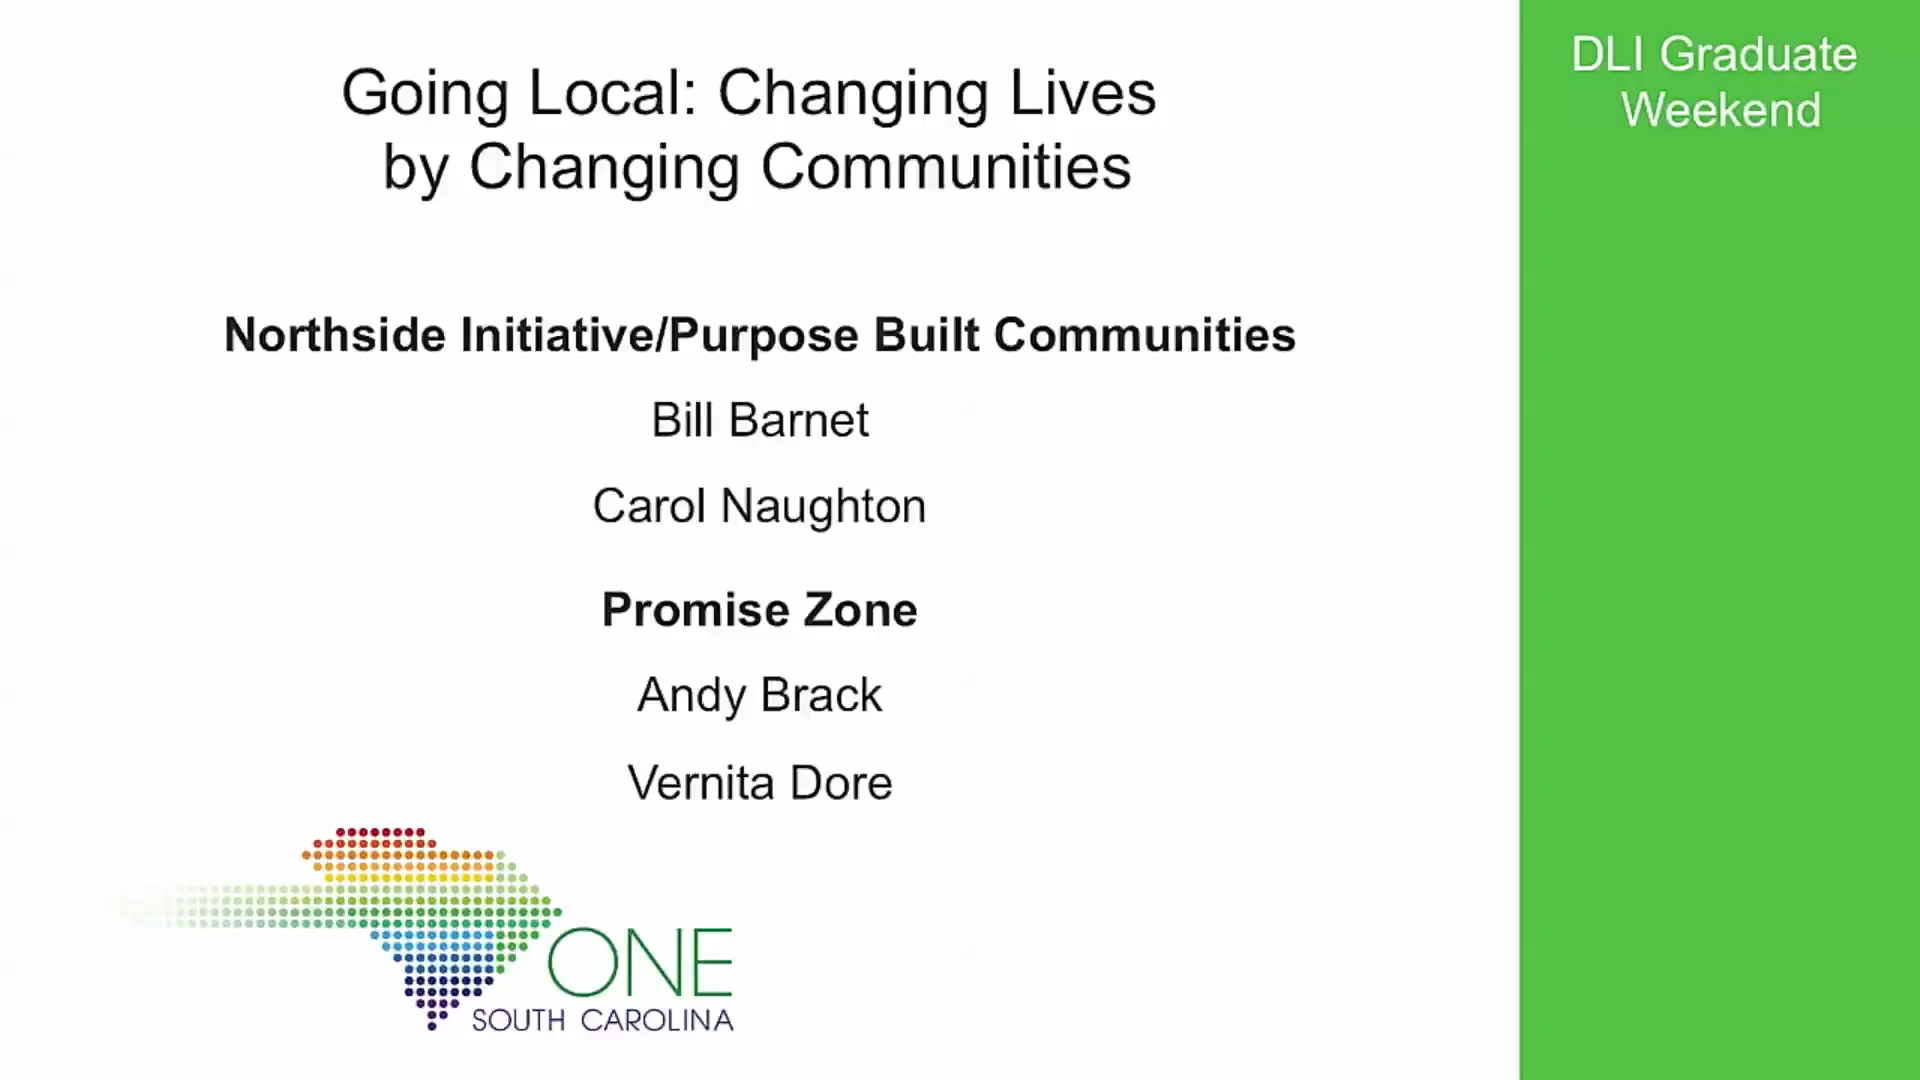 Going Local: Changing Lives
by Changing Communities
Northside Initiative/Purpose Built Communities
Bill Barnet
Carol Naughton
Promise Zone
Andy Brack
Vernita Dore
ONE
SOUTH CAROLINA
DLI Graduate
Weekend